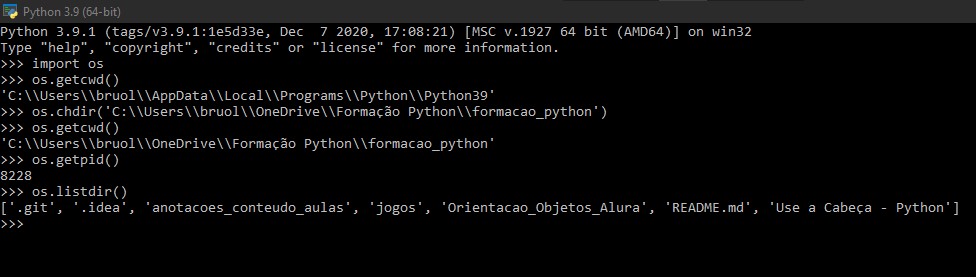 Python 3.9 (64-bit)
Python 3.9.1 (tags/v3.9.1:1e5d33e, Dec  7 2020, 17:08:21) [MSC v.1927 64 bit (AMD64)] on win32
Type "help", "copyright", "credits" or "license" for more information.
>>> import os
>>> os.getcwd()
'C:\\Users\\bruol\\AppData\\Local\\Programs\\Python\\Python39'
>>> os.chdir('C:\\Users\\bruol\\OneDrive\\Formação Python\\formacao_python')
>>> os.getcwd()
'C:\\Users\\bruol\\OneDrive\\Formação Python\\formacao_python'
>>> os.getpid()
8228
>>> os.listdir()
['.git', '.idea', 'anotacoes_conteudo_aulas', 'jogos', 'Orientacao_Objetos_Alura', 'README.md', 'Use a Cabeça - Python']
>>>